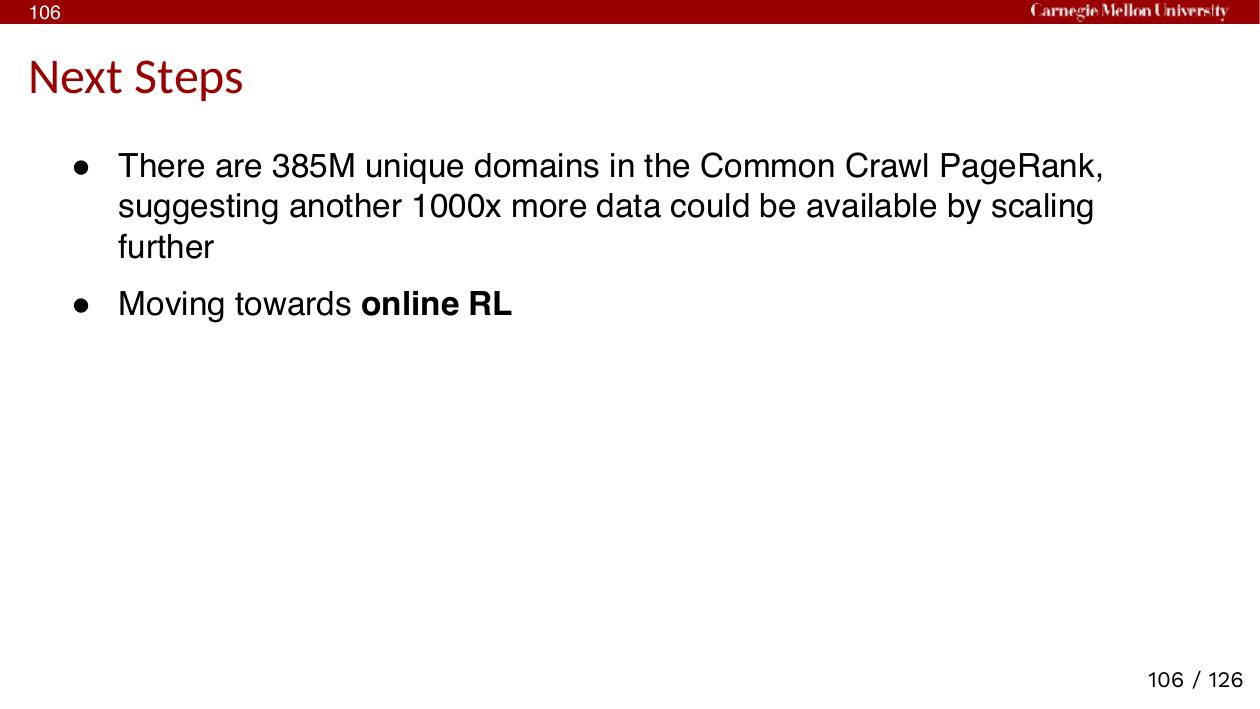 106
Carnegie Mellon University
Next Steps
● There are 385M unique domains in the Common Crawl PageRank,
suggesting another 1000x more data could be available by scaling
further
● Moving towards online RL
106 / 126